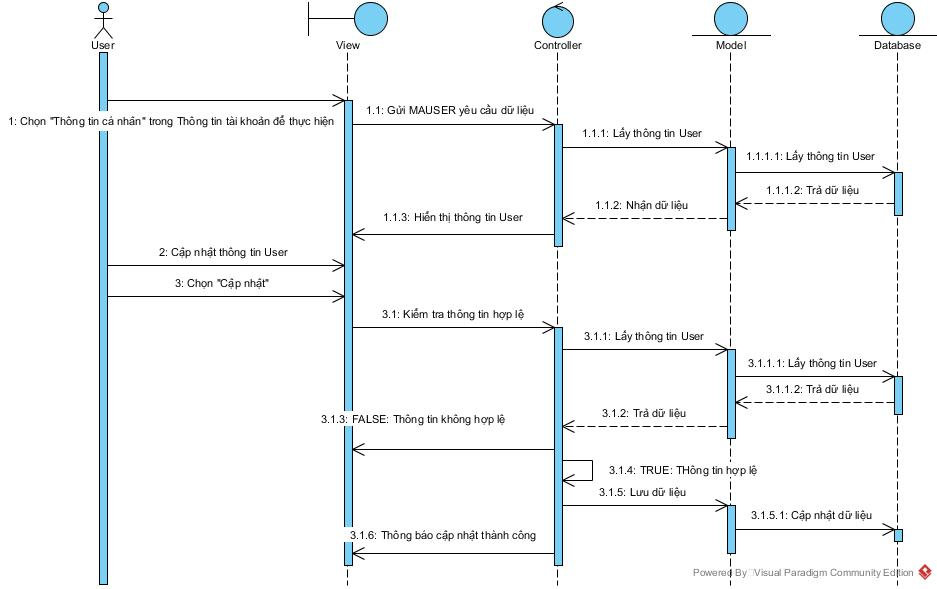 User
View
Controller
Model
Database
1: Chọn "Thông tin cá nhân" trong Thông tin tài khoản để thực hiện
1.1: Gửi MAUSER yêu cầu dữ liệu
1.1.1: Lấy thông tin User
1.1.1.1: Lấy thông tin User
1.1.1.2: Trả dữ liệu
1.1.2: Nhận dữ liệu
1.1.3: Hiển thị thông tin User
2: Cập nhật thông tin User
3: Chọn "Cập nhật"
3.1: Kiểm tra thông tin hợp lệ
3.1.1: Lấy thông tin User
3.1.1.1: Lấy thông tin User
3.1.1.2: Trả dữ liệu
3.1.2: Trả dữ liệu
3.1.3: FALSE: Thông tin không hợp lệ
3.1.4: TRUE: THông tin hợp lệ
3.1.5: Lưu dữ liệu
3.1.5.1: Cập nhật dữ liệu
3.1.6: Thông báo cập nhật thành công
Powered By Visual Paradigm Community Edition